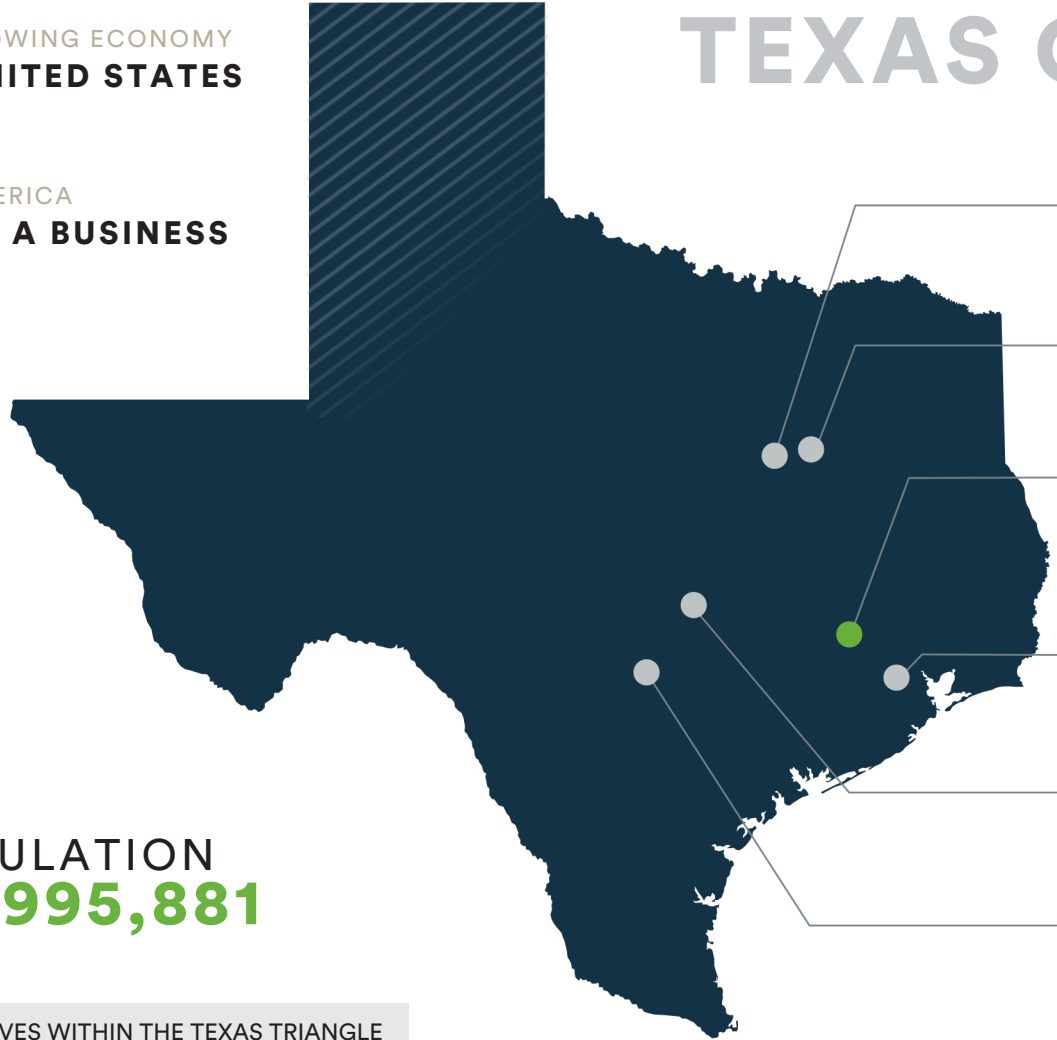 OWING ECONOMY
NITED STATES
TEXAS
ERICA
A BUSINESS
ULATION
995,881
VES WITHIN THE TEXAS TRIANGLE